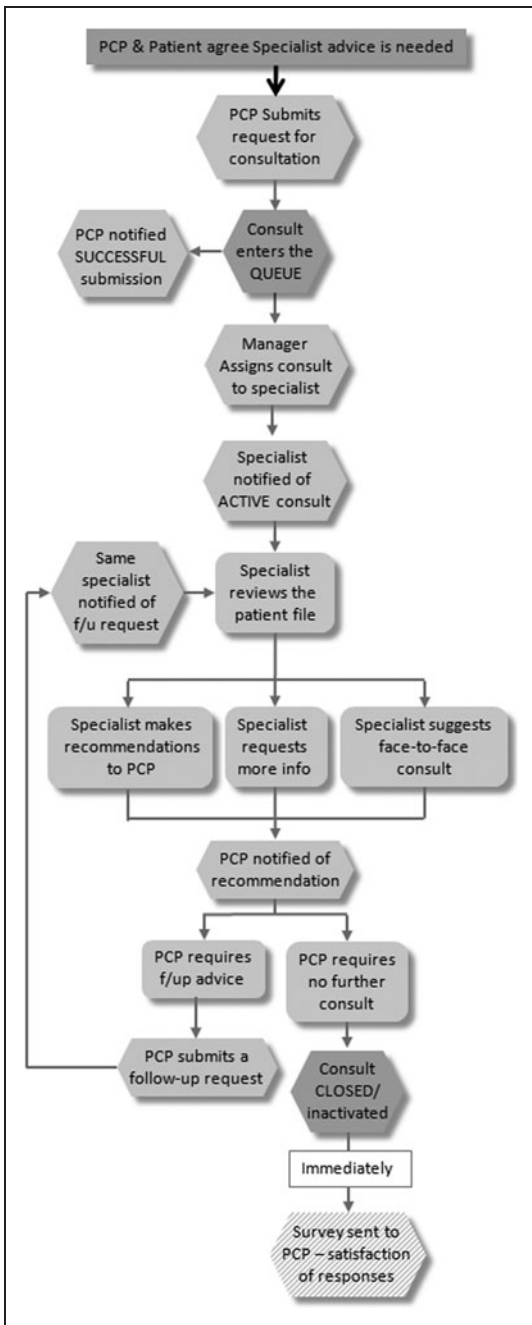 PCP & Patient agree Specialist advice is needed
PCP Submits
request for
consultation
PCP notified
SUCCESSFUL
submission
Consult
enters the
QUEUE
Manager
Assigns consult
to specialist
Specialist
notified of
ACTIVE consult
Same
specialist
notified of
f/u request
Specialist
reviews the
patient file
Specialist makes
recommendations
to PCP
Specialist
requests
more info
Specialist suggests
face-to-face
consult
PCP notified of
recommendation
PCP requires
f/up advice
PCP requires
no further
consult
PCP submits a
follow-up request
Consult
CLOSED/
inactivated
Immediately
Survey sent to
PCP – satisfaction
of responses